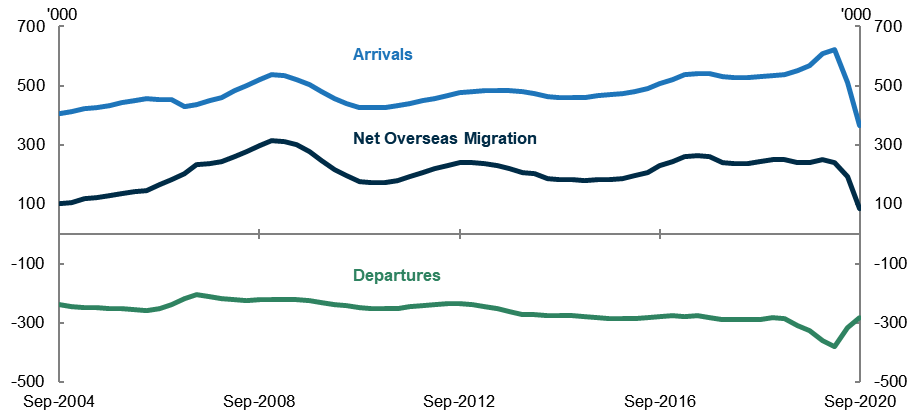 '000 '000
700 700
Arrivals
500 500
Net Overseas Migration
300 300
100 100
-100 -100
Departures
-300 -300
-500 -500
Sep-2004 Sep-2008 Sep-2012 Sep-2016 Sep-2020